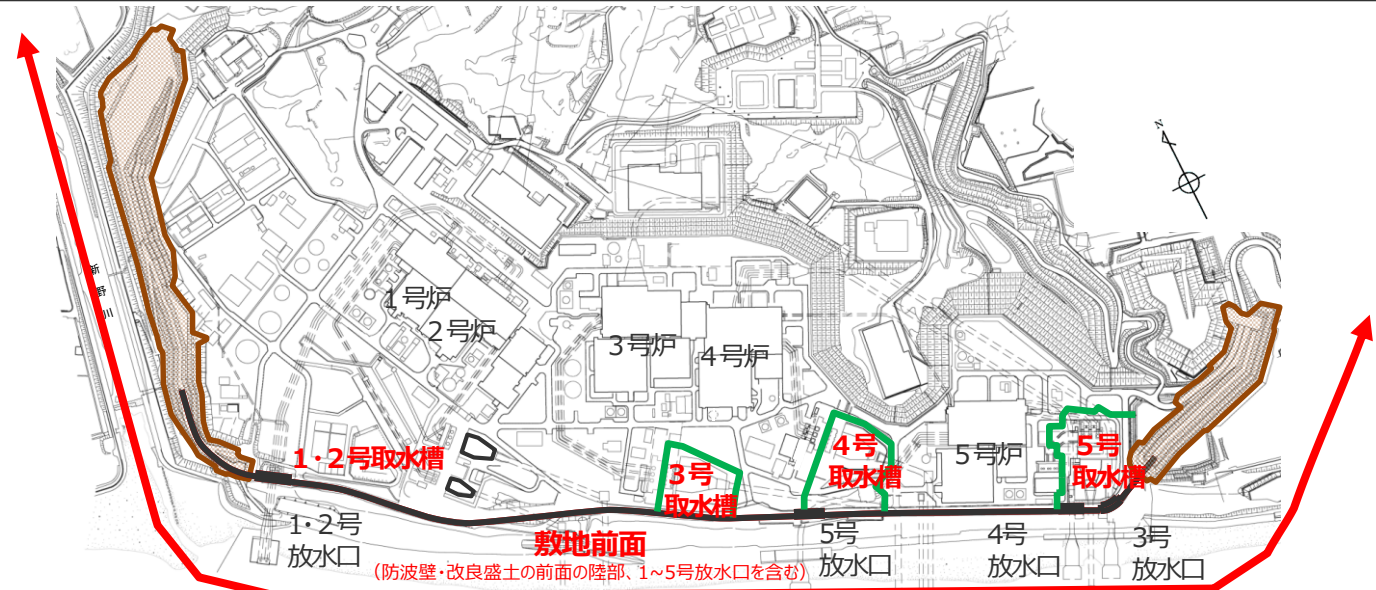 N
新
野
川
1号炉
2号炉
3号炉
4号炉
5号炉
1・2号取水槽
3号
取水槽
4号
取水槽
5号
取水槽
1・2号
放水口
敷地前面
(防波壁・改良盛土の前面の陸部、1~5号放水口を含む)
5号
放水口
4号
放水口
3号
放水口